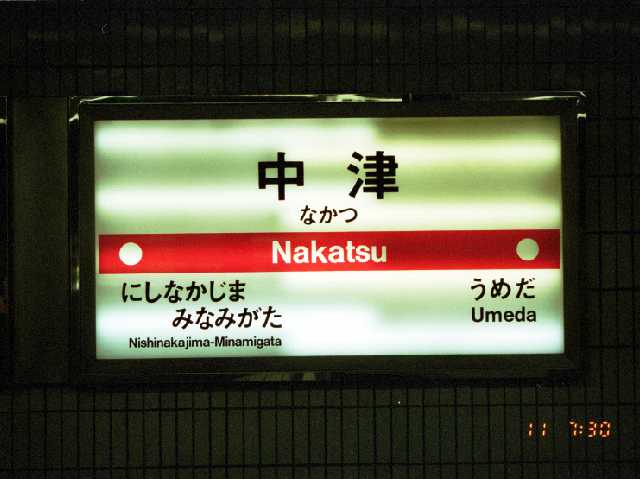 中津
なかつ
Nakatsu
にしなかじま
みなみがた
Nishinakajima-Minamigata
うめだ
Umeda
11 7:30